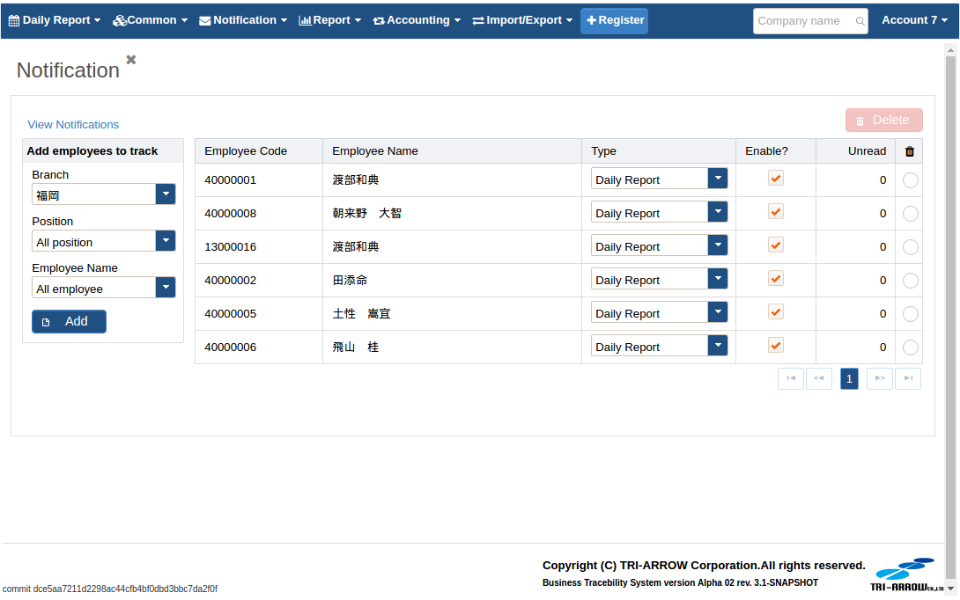 Daily Report Common Notification Report Accounting Import/Export Register Company name Account 7
Notification
View Notifications
Delete
Add employees to track
Branch
福岡
Position
All position
Employee Name
All employee
Add
Employee Code Employee Name Type Enable? Unread
40000001 渡部和典 Daily Report 0
40000008 朝来野 大智 Daily Report 0
13000016 渡部和典 Daily Report 0
40000002 田添命 Daily Report 0
40000005 土性 嵩宜 Daily Report 0
40000006 飛山 桂 Daily Report 0
1
Copyright (C) TRI-ARROW Corporation.All rights reserved.
Business Tracebility System version Alpha 02 rev. 3.1-SNAPSHOT
TRI-ARROW
commit dce5aa7211d2298ac44cfb4bf0dbd3bbc7da2f0f